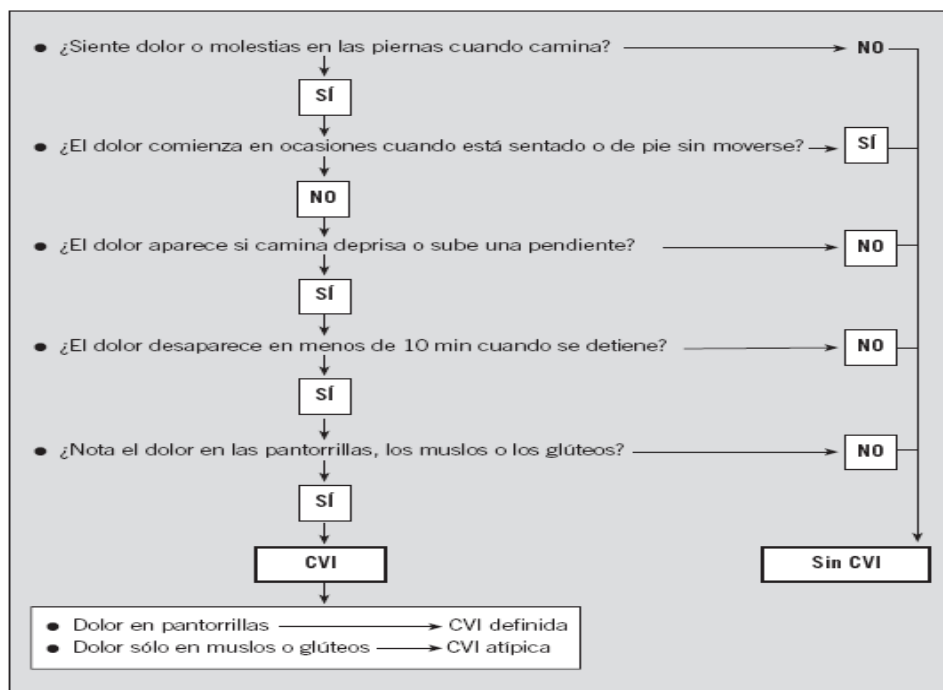 ● ¿Siente dolor o molestias en las piernas cuando camina? NO
SÍ
● ¿El dolor comienza en ocasiones cuando está sentado o de pie sin moverse? SÍ
NO
● ¿El dolor aparece si camina deprisa o sube una pendiente? NO
SÍ
● ¿El dolor desaparece en menos de 10 min cuando se detiene? NO
SÍ
● ¿Nota el dolor en las pantorrillas, los muslos o los glúteos? NO
SÍ
CVI Sin CVI
● Dolor en pantorrillas CVI definida
● Dolor sólo en muslos o glúteos CVI atípica